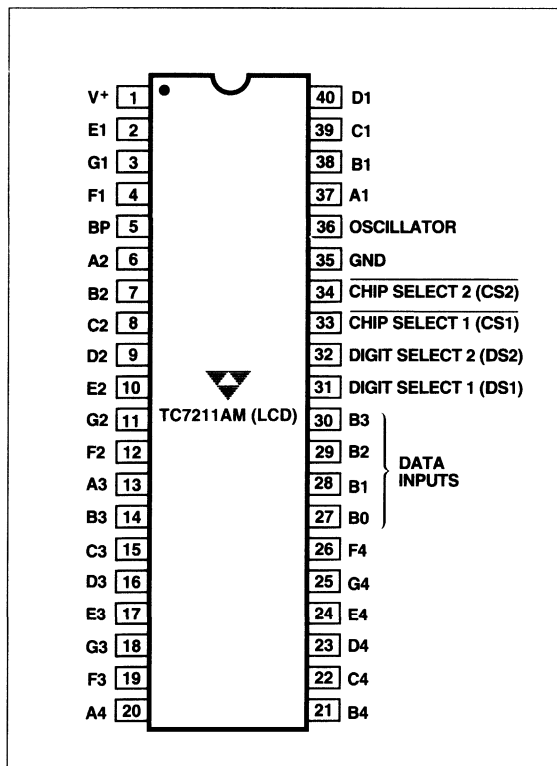 V+ 1 40 D1
E1 2 39 C1
G1 3 38 B1
F1 4 37 A1
BP 5 36 OSCILLATOR
A2 6 35 GND
B2 7 34 CHIP SELECT 2 (CS2)
C2 8 33 CHIP SELECT 1 (CS1)
D2 9 32 DIGIT SELECT 2 (DS2)
E2 10 31 DIGIT SELECT 1 (DS1)
TC7211AM (LCD)
G2 11 30 B3
F2 12 29 B2
A3 13 28 B1
B3 14 27 B0
DATA
INPUTS
C3 15 26 F4
D3 16 25 G4
E3 17 24 E4
G3 18 23 D4
F3 19 22 C4
A4 20 21 B4